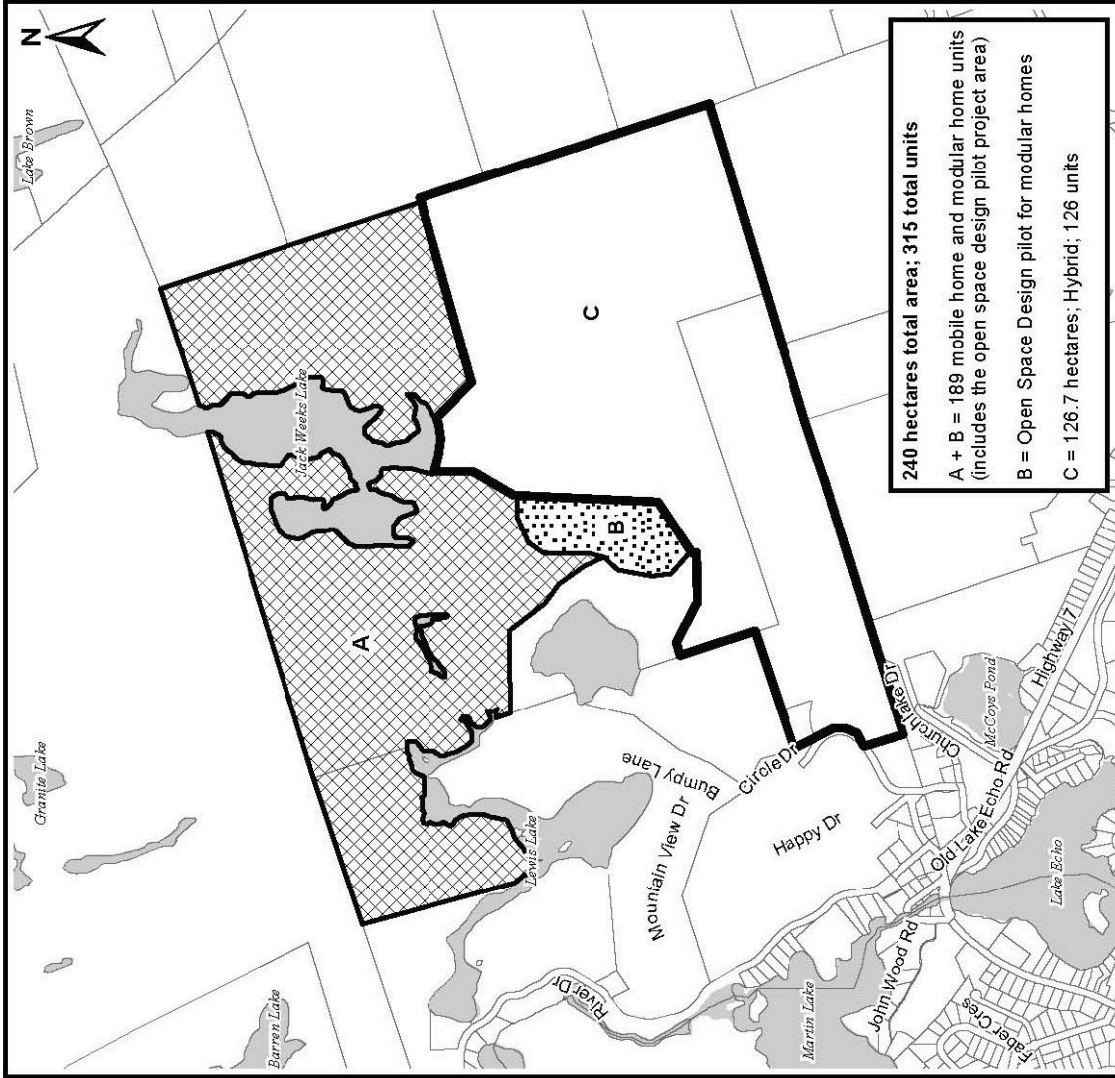 N
Lake Brown
Granite Lake
Barren Lake
Jack Weeks Lake
A
C
B
Lewis Lake
Bumpy Lane
Mountain View Dr
Circle Dr
Happy Dr
River Dr
Church Lake Dr
McCoys Pond
Highway 7
Old Lake Echo Rd
Lake Echo
John Wood Rd
Martin Lake
Faber Cres
240 hectares total area; 315 total units
A + B = 189 mobile home and modular home units
(includes the open space design pilot project area)
B = Open Space Design pilot for modular homes
C = 126.7 hectares; Hybrid; 126 units